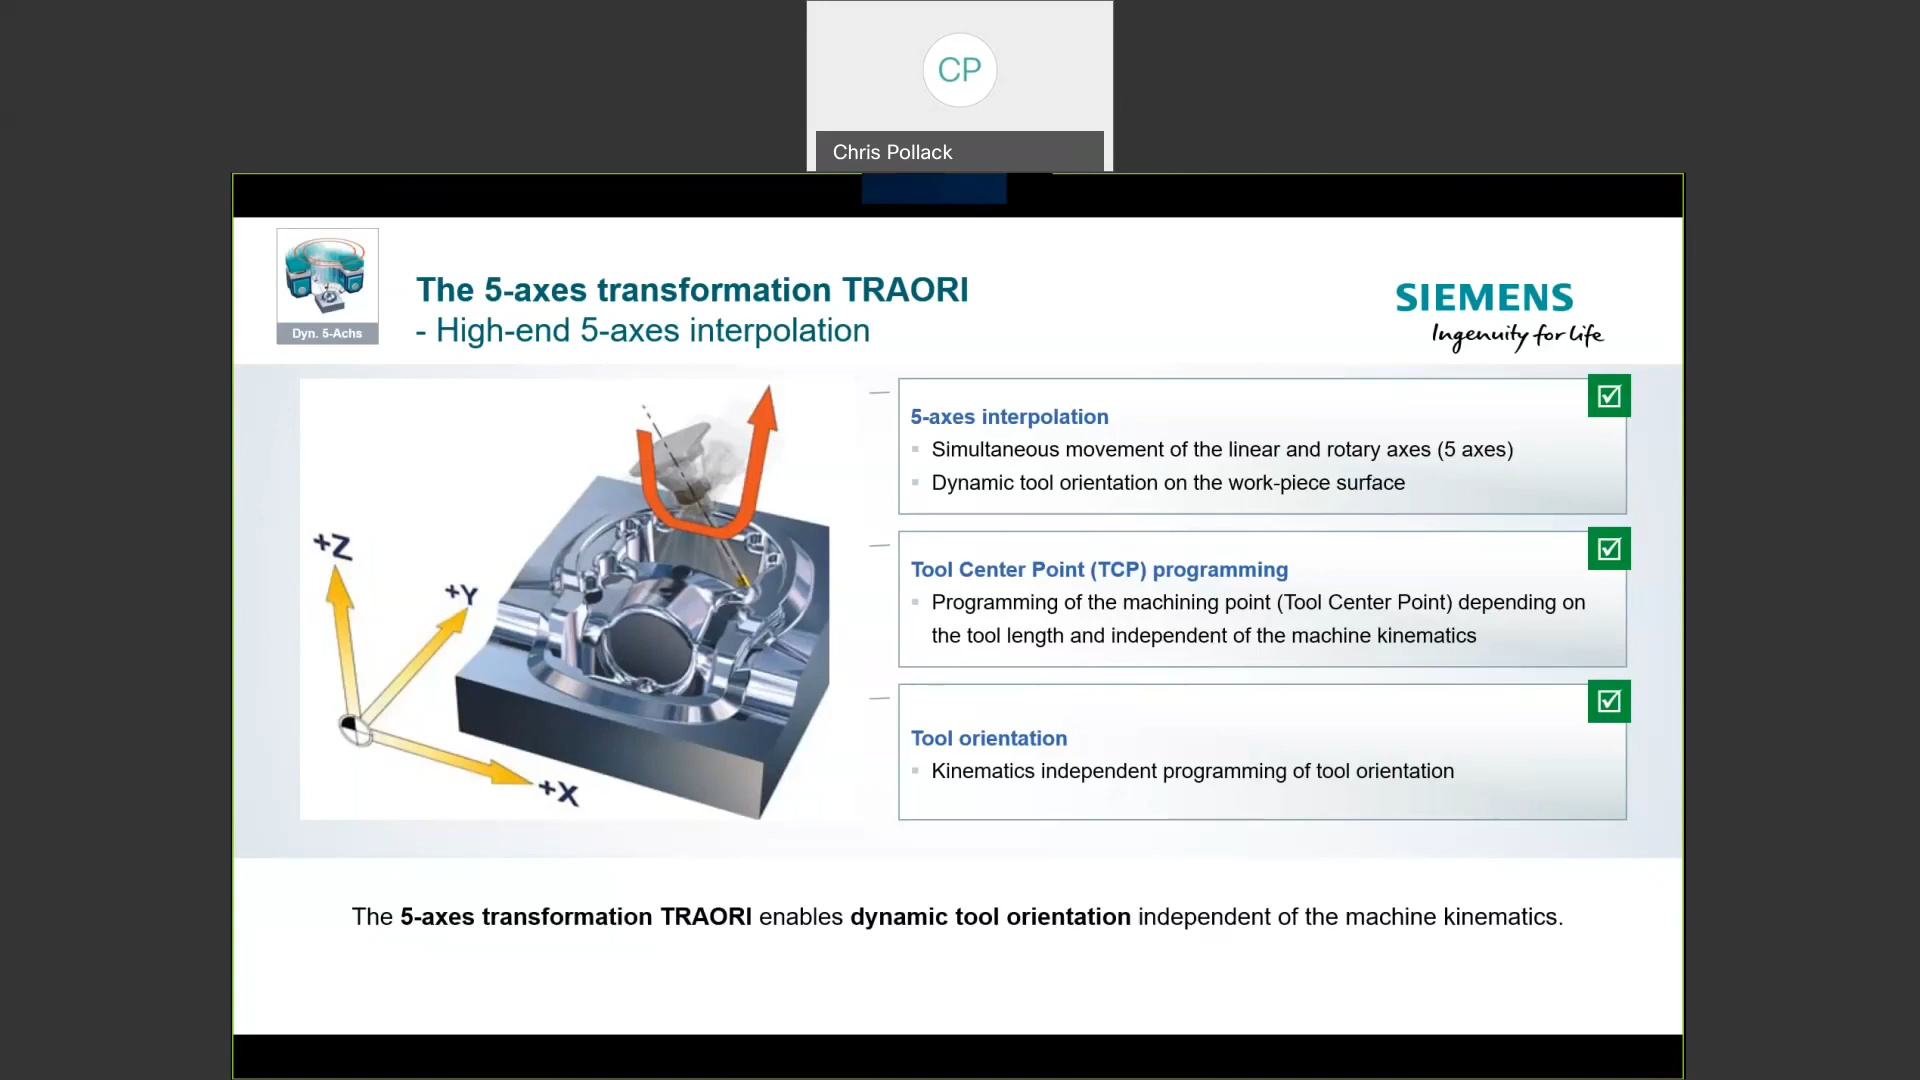 CP
Chris Pollack
Dyn. 5-Achs
The 5-axes transformation TRAORI
- High-end 5-axes interpolation
SIEMENS
Ingenuity for life
+Z
+Y
+X
5-axes interpolation
Simultaneous movement of the linear and rotary axes (5 axes)
Dynamic tool orientation on the work-piece surface
Tool Center Point (TCP) programming
Programming of the machining point (Tool Center Point) depending on
the tool length and independent of the machine kinematics
Tool orientation
Kinematics independent programming of tool orientation
The 5-axes transformation TRAORI enables dynamic tool orientation independent of the machine kinematics.